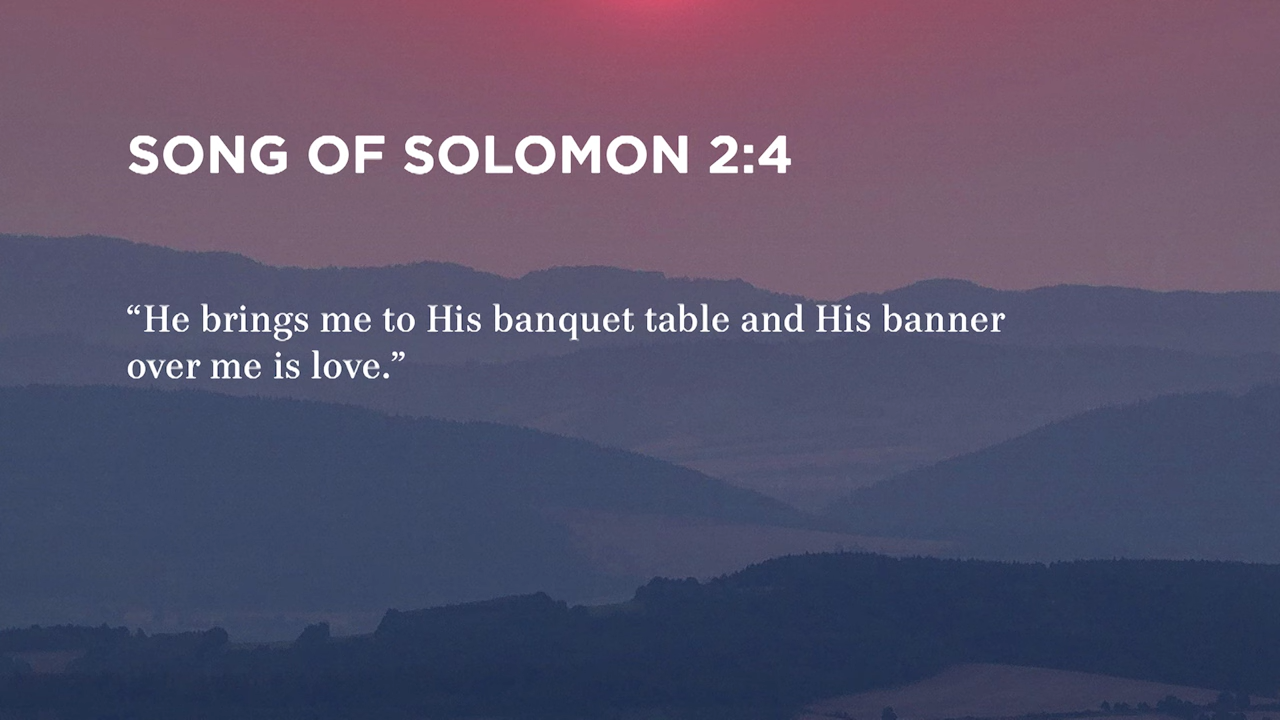 SONG OF SOLOMON 2:4
“He brings me to His banquet table and His banner
over me is love.”